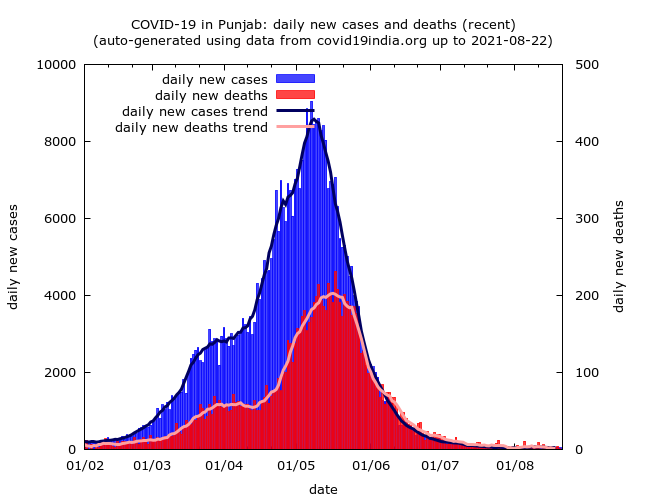 COVID-19 in Punjab: daily new cases and deaths (recent)
(auto-generated using data from covid19india.org up to 2021-08-22)
daily new cases
daily new deaths
daily new cases trend
daily new deaths trend
10000
8000
6000
4000
2000
0
daily new cases
500
400
300
200
100
0
daily new deaths
01/02 01/03 01/04 01/05 01/06 01/07 01/08
date